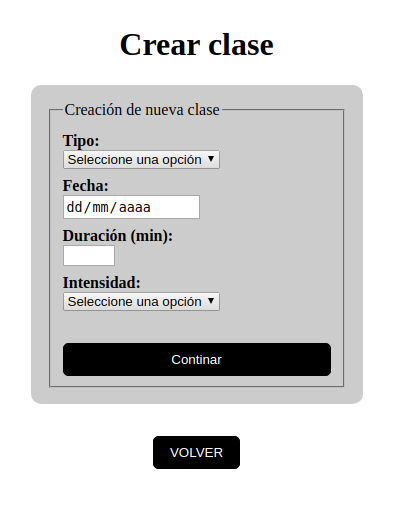 Crear clase
Creación de nueva clase
Tipo:
Seleccione una opción
Fecha:
dd/mm/aaaa
Duración (min):
Intensidad:
Seleccione una opción
Continar
VOLVER